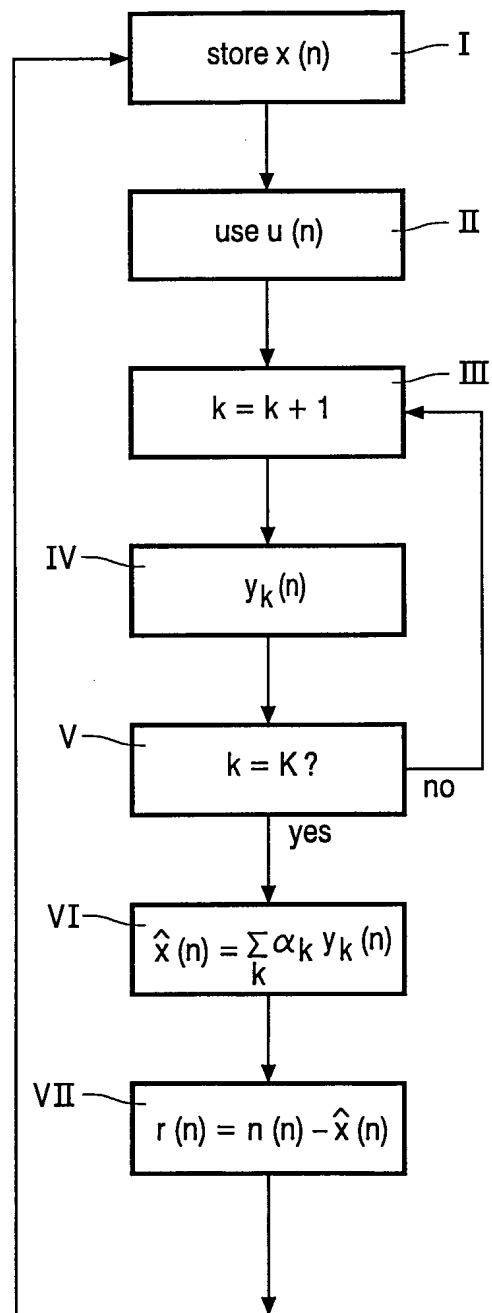 store x (n)
I
use u (n)
II
k = k + 1
III
IV
y_k (n)
V
k = K ?
no
yes
VI
x̂ (n) = ∑_k α_k y_k (n)
VII
r (n) = n (n) – x̂ (n)